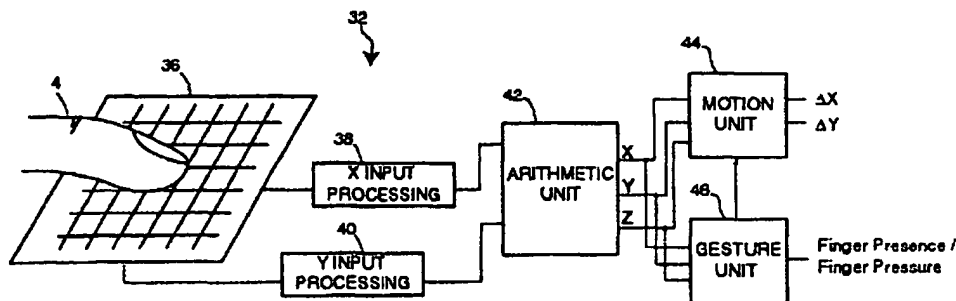 32
4
36
38
X INPUT
PROCESSING
40
Y INPUT
PROCESSING
42
ARITHMETIC
UNIT
X
Y
Z
44
MOTION
UNIT
ΔX
ΔY
46
GESTURE
UNIT
Finger Presence /
Finger Pressure